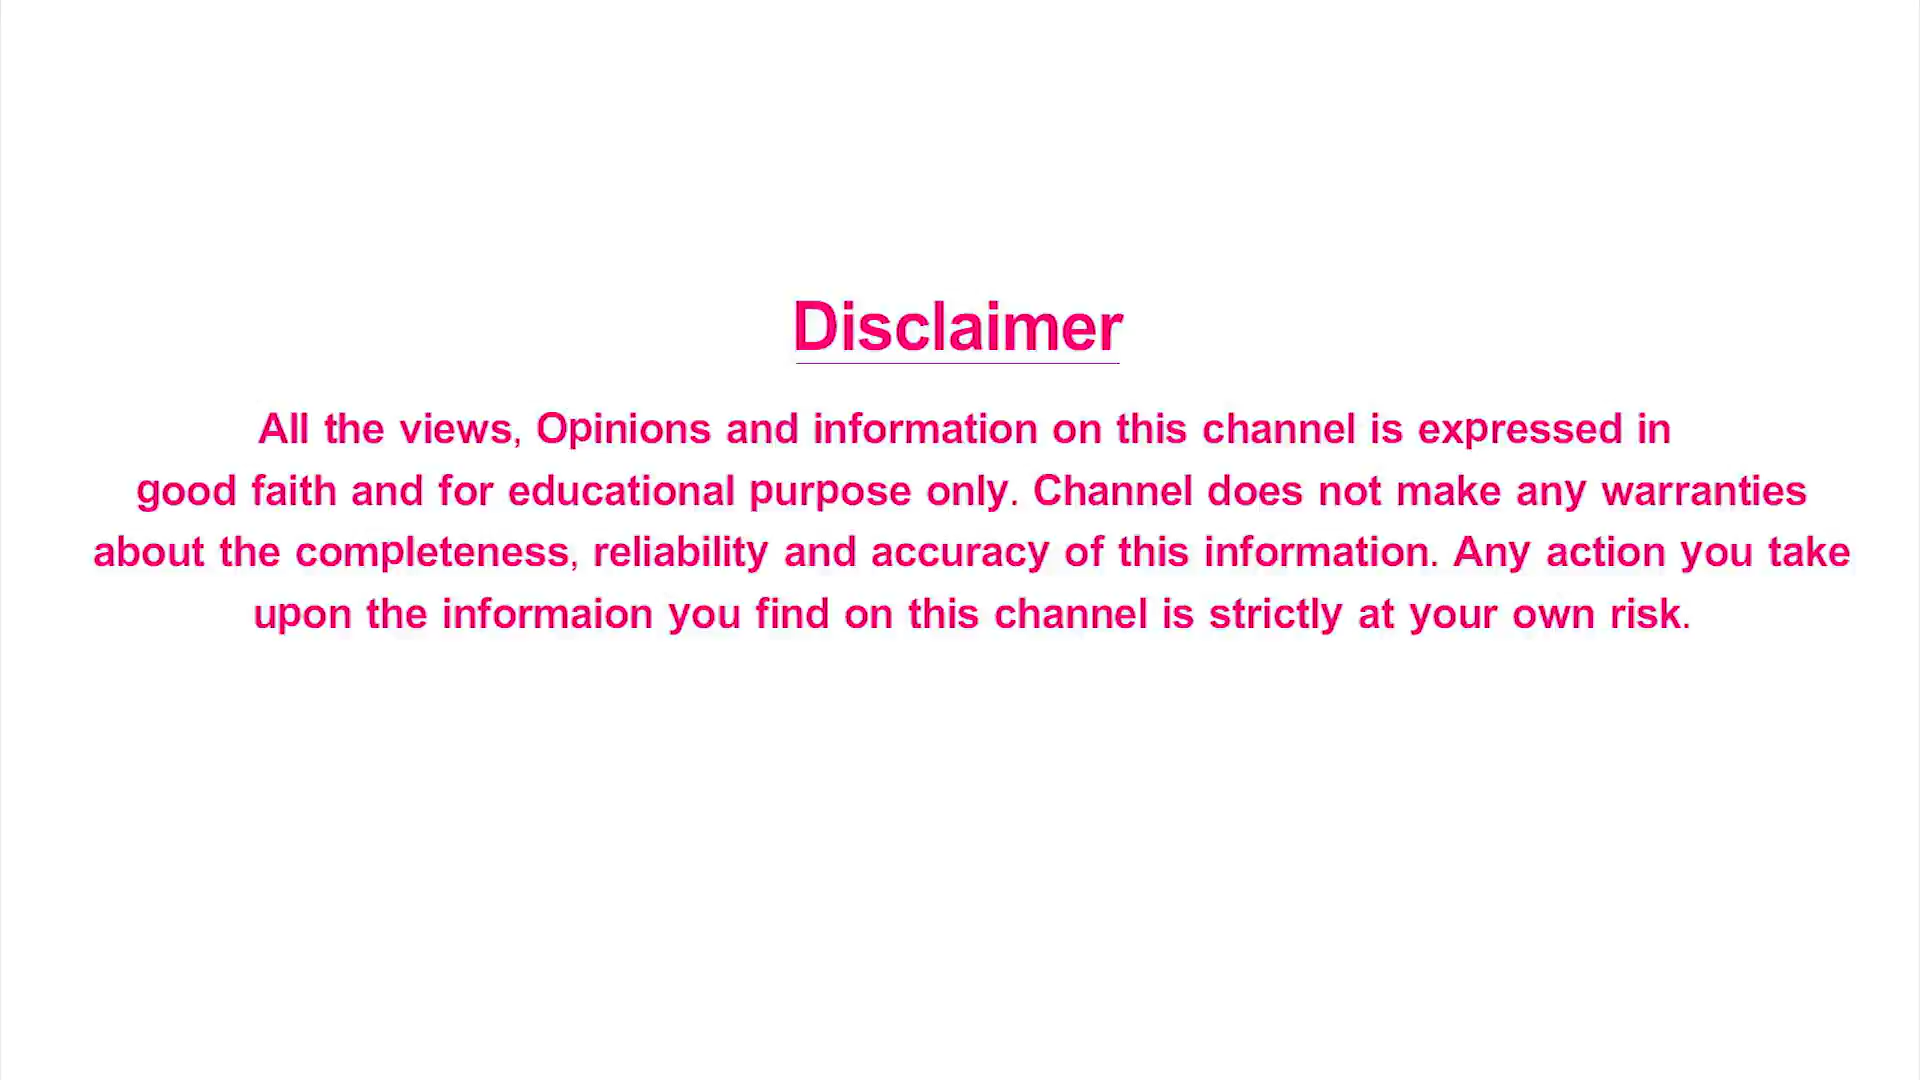 Disclaimer
All the views, Opinions and information on this channel is expressed in
good faith and for educational purpose only. Channel does not make any warranties
about the completeness, reliability and accuracy of this information. Any action you take
upon the informaion you find on this channel is strictly at your own risk.